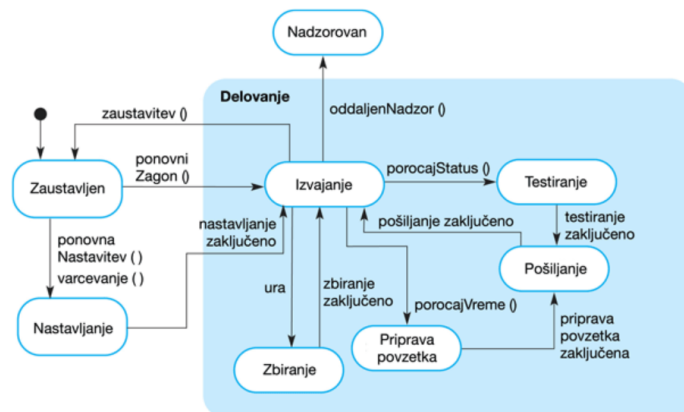 Nadzorovan
Delovanje
zaustavitev ()
oddaljenNadzor ()
ponovni
Zagon ()
Zaustavljen
Izvajanje
porocajStatus ()
Testiranje
nastavljanje
zaključeno
pošiljanje zaključeno
testiranje
zaključeno
ponovna
Nastavitev ( )
varcevanje ( )
Pošiljanje
ura
zbiranje
zaključeno
porocajVreme ()
Nastavljanje
Priprava
povzetka
priprava
povzetka
zaključena
Zbiranje